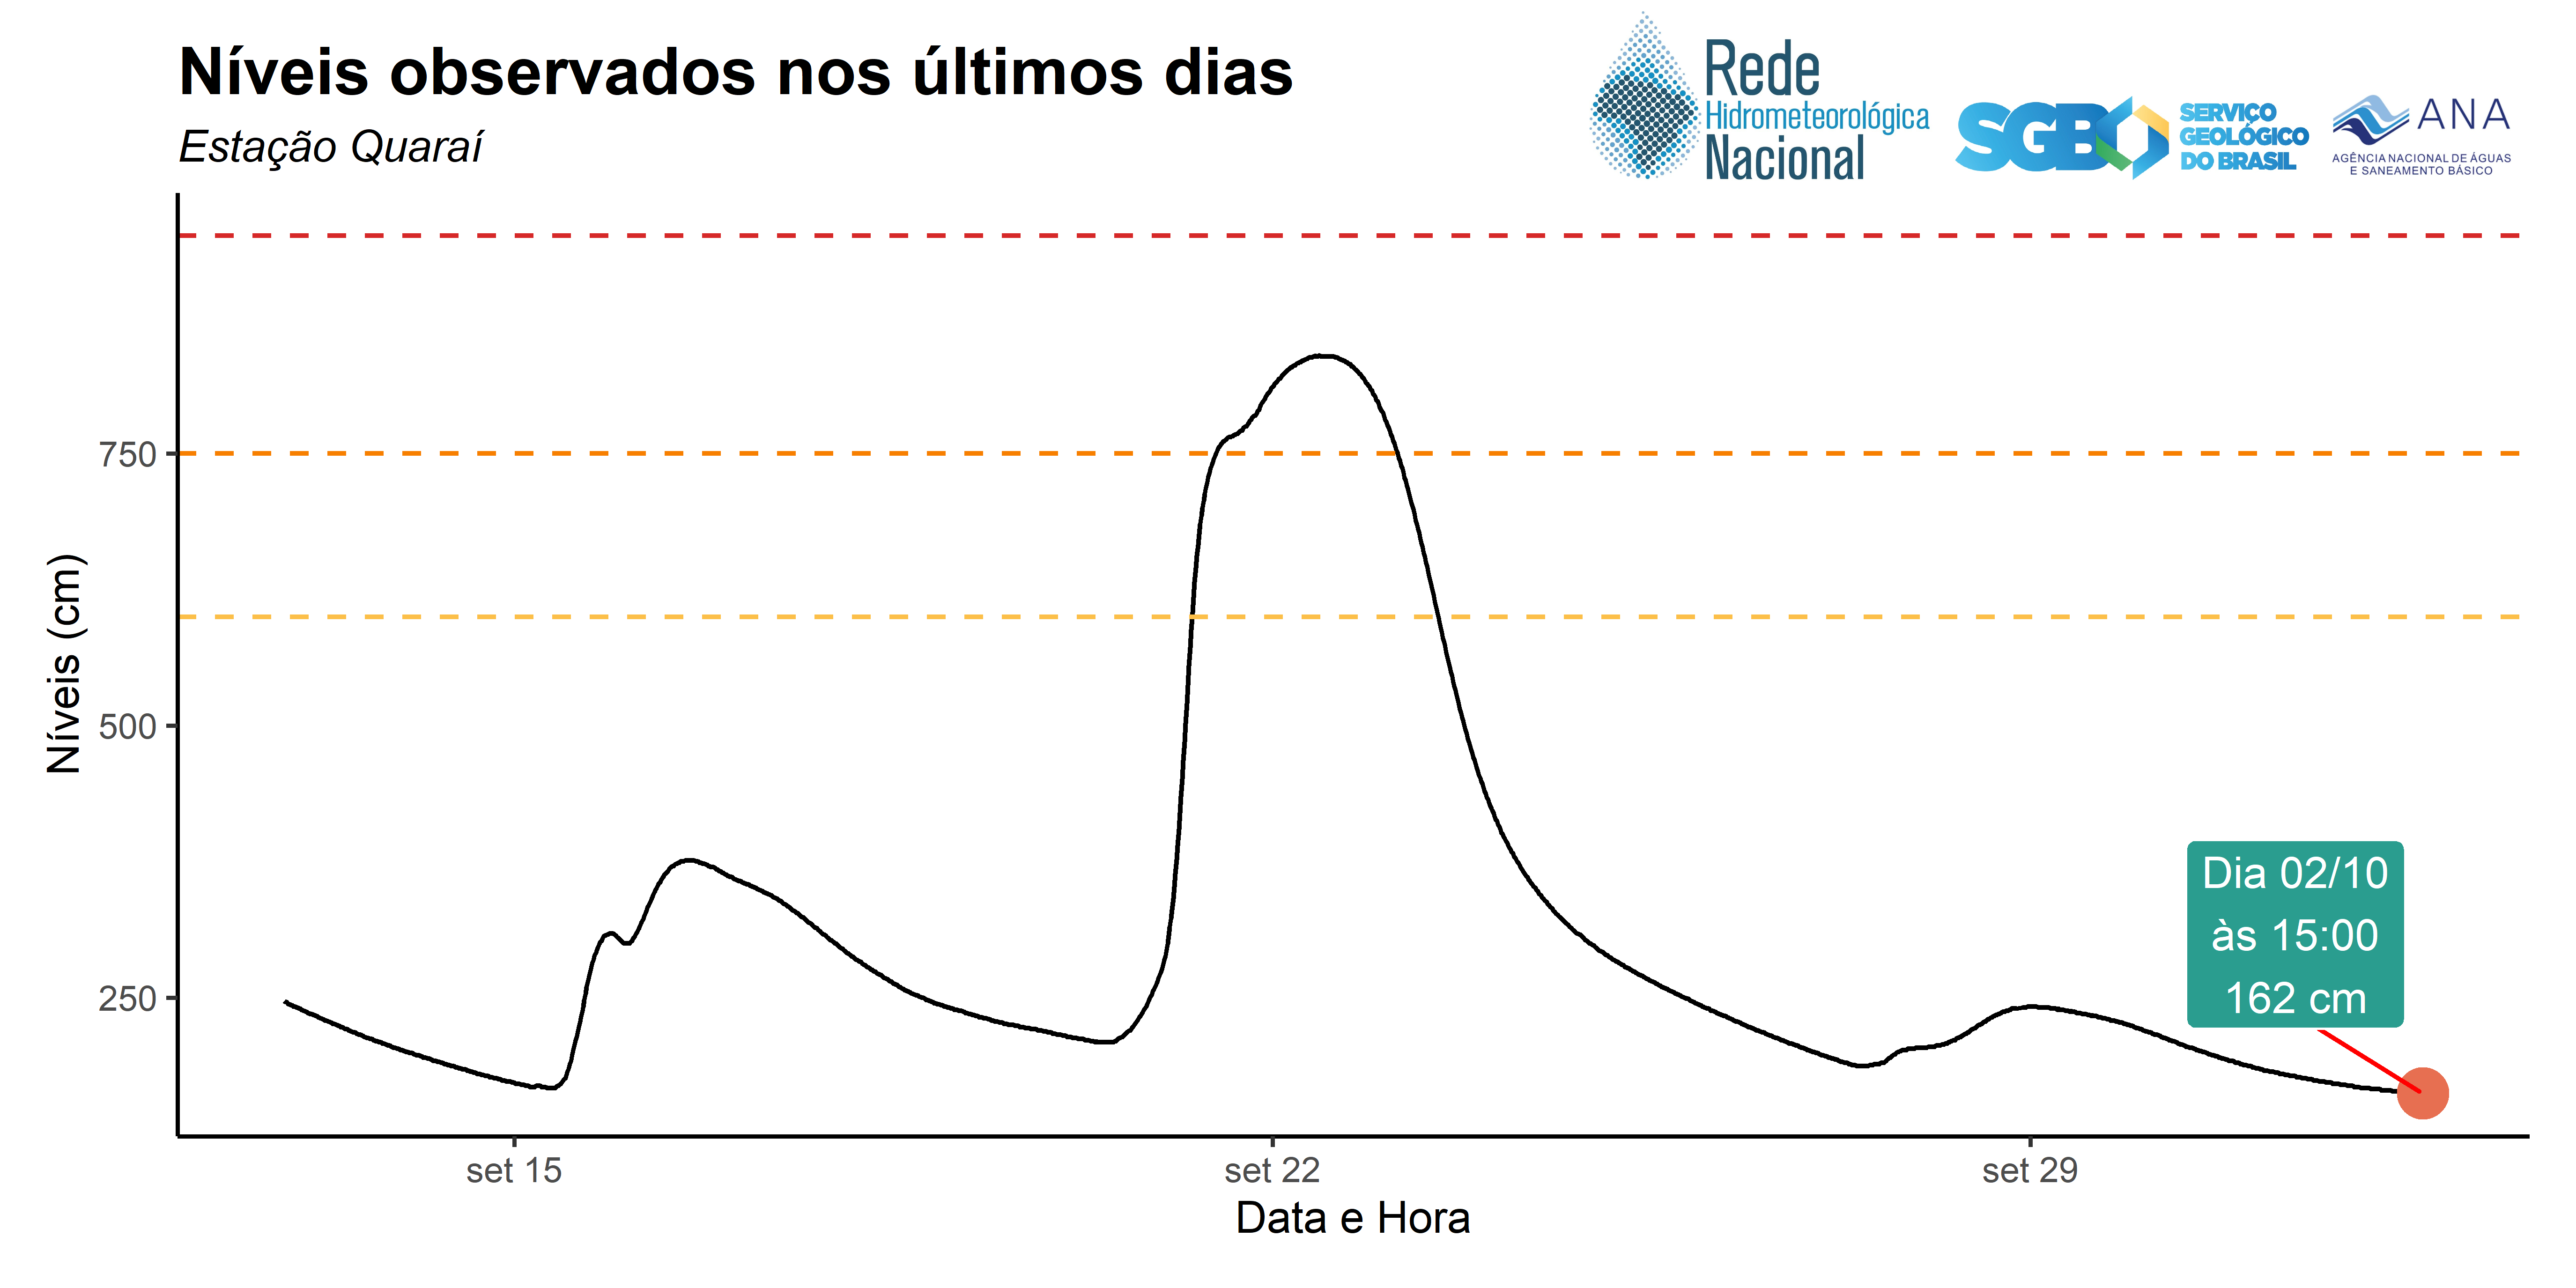 Níveis observados nos últimos dias
Estação Quaraí
Rede
Hidrometeorológica
Nacional
SGB
SERVIÇO
GEOLÓGICO
DO BRASIL
ANA
AGÊNCIA NACIONAL DE ÁGUAS
E SANEAMENTO BÁSICO
Níveis (cm)
750
500
250
Dia 02/10
às 15:00
162 cm
set 15
set 22
set 29
Data e Hora